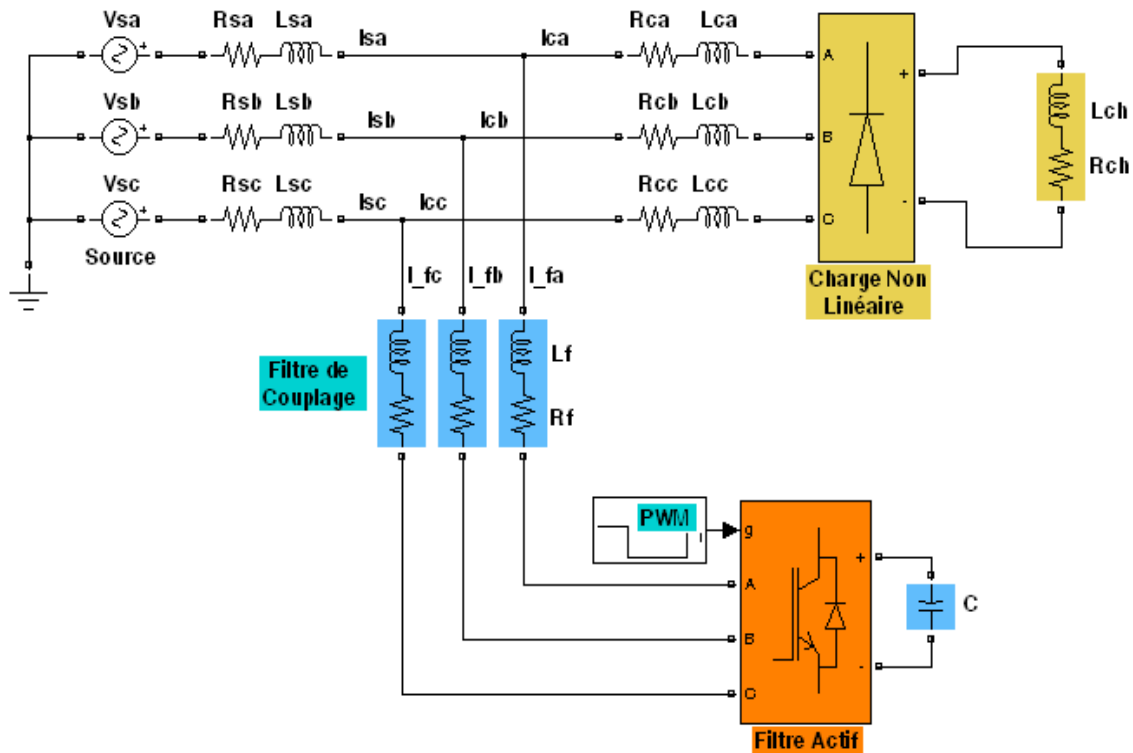 Vsa
Rsa Lsa
Isa
Ica
Rca Lca
Vsb
Rsb Lsb
Isb
Icb
Rcb Lcb
Vsc
Rsc Lsc
Isc
Icc
Rcc Lcc
Source
+
+
+
A
B
C
+
-
Lch
Rch
Charge Non
Linéaire
I_fc
I_fb
I_fa
Filtre de
Couplage
Lf
Rf
PWM
g
A
B
C
+
-
C
Filtre Actif